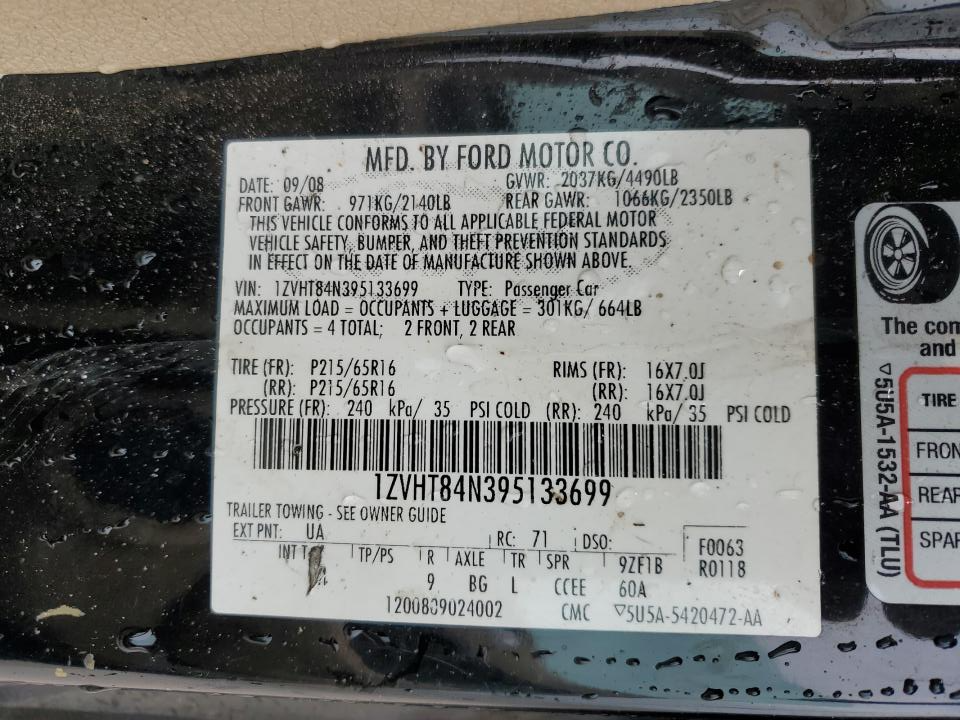 MFD. BY FORD MOTOR CO.
DATE: 09/08 GVWR: 2037KG/4490LB
FRONT GAWR: 971KG/2140LB REAR GAWR: 1066KG/2350LB
THIS VEHICLE CONFORMS TO ALL APPLICABLE FEDERAL MOTOR
VEHICLE SAFETY, BUMPER, AND THEFT PREVENTION STANDARDS
IN EFFECT ON THE DATE OF MANUFACTURE SHOWN ABOVE.
VIN: 1ZVHT84N395133699 TYPE: Passenger Car
MAXIMUM LOAD = OCCUPANTS + LUGGAGE = 301KG/ 664LB
OCCUPANTS = 4 TOTAL; 2 FRONT, 2 REAR
TIRE (FR): P215/65R16 RIMS (FR): 16X7.0J
(RR): P215/65R16 (RR): 16X7.0J
PRESSURE (FR): 240 kPa/ 35 PSI COLD (RR): 240 kPa/ 35 PSI COLD
1ZVHT84N395133699
TRAILER TOWING - SEE OWNER GUIDE
EXT PNT: UA RC: 71 DSO: F0063
INT TP/PS R AXLE TR SPR 9ZF1B R0118
9 BG L CCEE 60A
1200809024002 CMC ▽5U5A-5420472-AA
The com
and
TIRE
FRON
REAR
SPAR
▽5U5A-1532-AA (TLU)